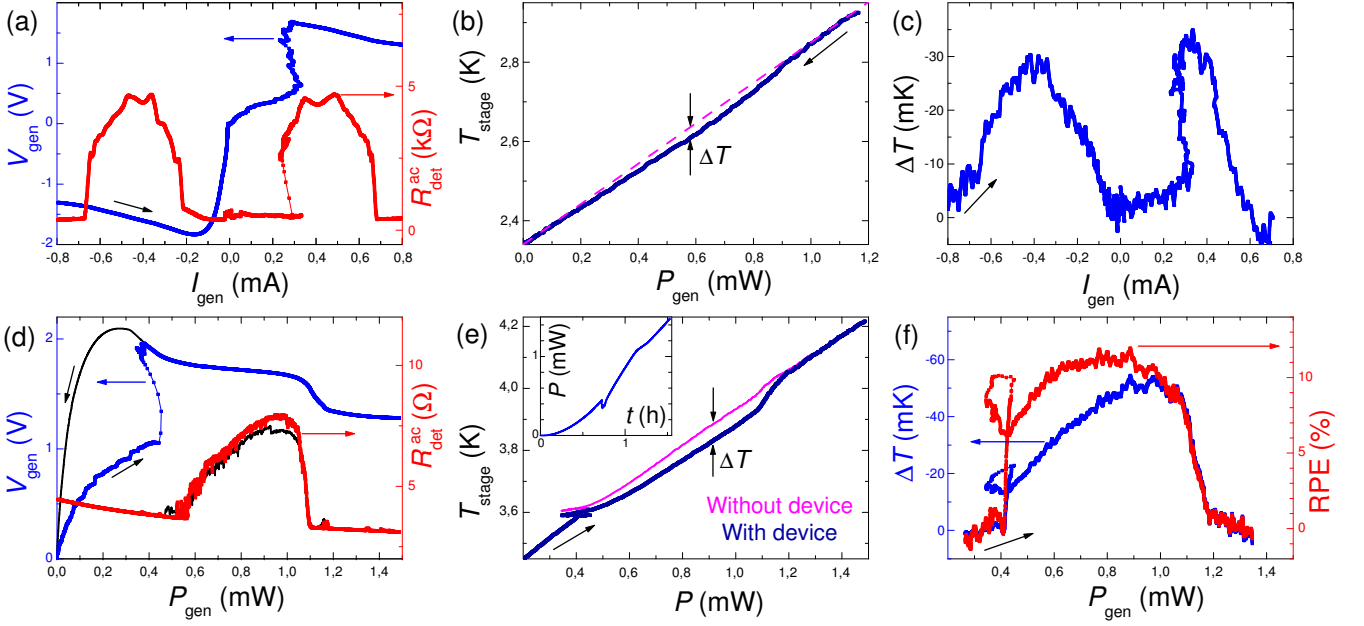 (a)
V_gen (V)
1
0
-1
-2
-0,8 -0,6 -0,4 -0,2 0,0 0,2 0,4 0,6 0,8
I_gen (mA)
5
0
R_det^ac (kΩ)
(b)
T_stage (K)
2,8
2,6
2,4
ΔT
0,0 0,2 0,4 0,6 0,8 1,0 1,2
P_gen (mW)
(c)
ΔT (mK)
-30
-20
-10
0
-0,8 -0,6 -0,4 -0,2 0,0 0,2 0,4 0,6 0,8
I_gen (mA)
(d)
V_gen (V)
2
1
0
0,0 0,2 0,4 0,6 0,8 1,0 1,2 1,4
P_gen (mW)
10
5
R_det^ac (Ω)
(e)
T_stage (K)
4,2
4,0
3,8
3,6
P (mW)
1
0
0 1
t (h)
ΔT
Without device
With device
0,4 0,6 0,8 1,0 1,2 1,4
P (mW)
(f)
ΔT (mK)
-60
-40
-20
0
0,4 0,6 0,8 1,0 1,2 1,4
P_gen (mW)
10
5
0
RPE (%)